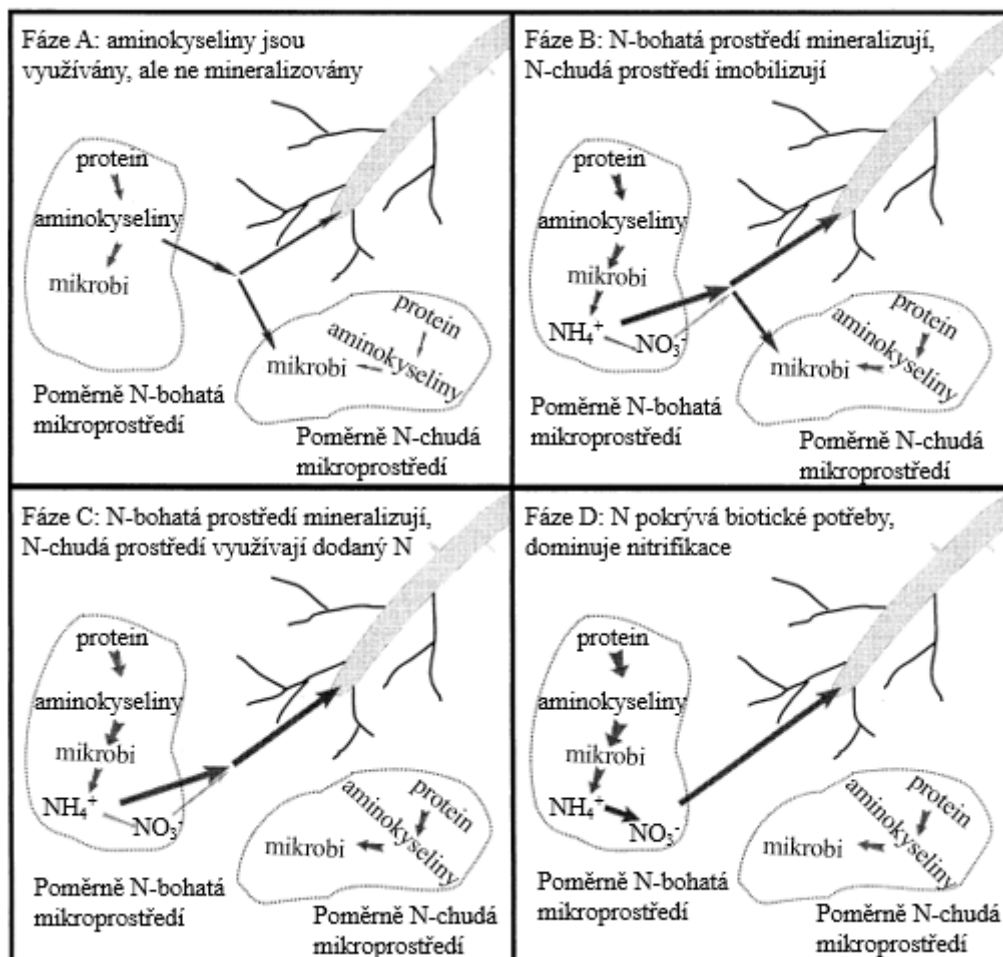 Fáze A: aminokyseliny jsou
využívány, ale ne mineralizovány
protein
aminokyseliny
mikrobi
protein
aminokyseliny
mikrobi
Poměrně N-bohatá
mikroprostředí
Poměrně N-chudá
mikroprostředí
Fáze B: N-bohatá prostředí mineralizují,
N-chudá prostředí imobilizují
protein
aminokyseliny
mikrobi
NH₄⁺
NO₃⁻
protein
aminokyseliny
mikrobi
Poměrně N-bohatá
mikroprostředí
Poměrně N-chudá
mikroprostředí
Fáze C: N-bohatá prostředí mineralizují,
N-chudá prostředí využívají dodaný N
protein
aminokyseliny
mikrobi
NH₄⁺
NO₃⁻
protein
aminokyseliny
mikrobi
Poměrně N-bohatá
mikroprostředí
Poměrně N-chudá
mikroprostředí
Fáze D: N pokrývá biotické potřeby,
dominuje nitrifikace
protein
aminokyseliny
mikrobi
NH₄⁺
NO₃⁻
protein
aminokyseliny
mikrobi
Poměrně N-bohatá
mikroprostředí
Poměrně N-chudá
mikroprostředí